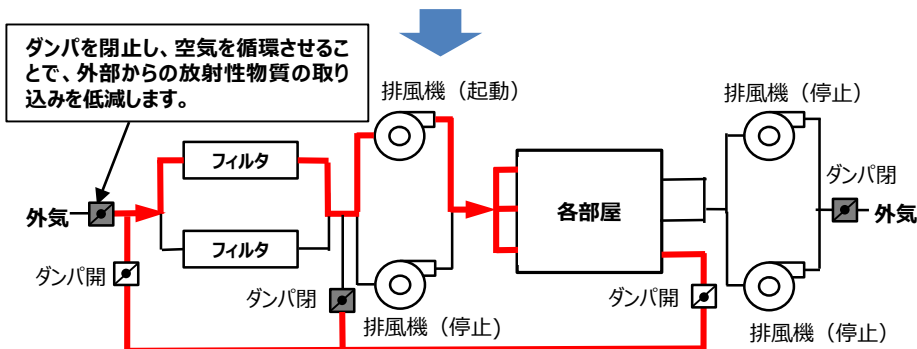 ダンパを閉止し、空気を循環させるこ
とで、外部からの放射性物質の取り
込みを低減します。
排風機（起動）
排風機（停止）
フィルタ
ダンパ閉
外気
各部屋
外気
フィルタ
ダンパ開
ダンパ閉
ダンパ開
排風機（停止)
排風機（停止）